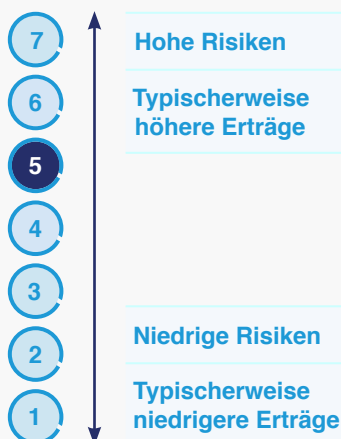 7
Hohe Risiken
6
Typischerweise
höhere Erträge
5
4
3
2
Niedrige Risiken
1
Typischerweise
niedrigere Erträge